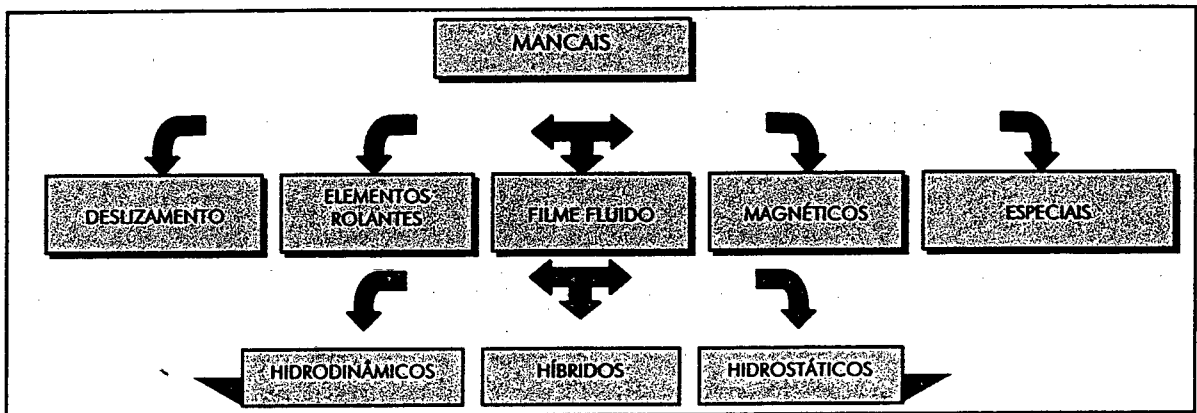 MANCAIS
DESLIZAMENTO
ELEMENTOS
ROLANTES
FILME FLUIDO
MAGNÉTICOS
ESPECIAIS
HIDRODINÂMICOS
HÍBRIDOS
HIDROSTÁTICOS